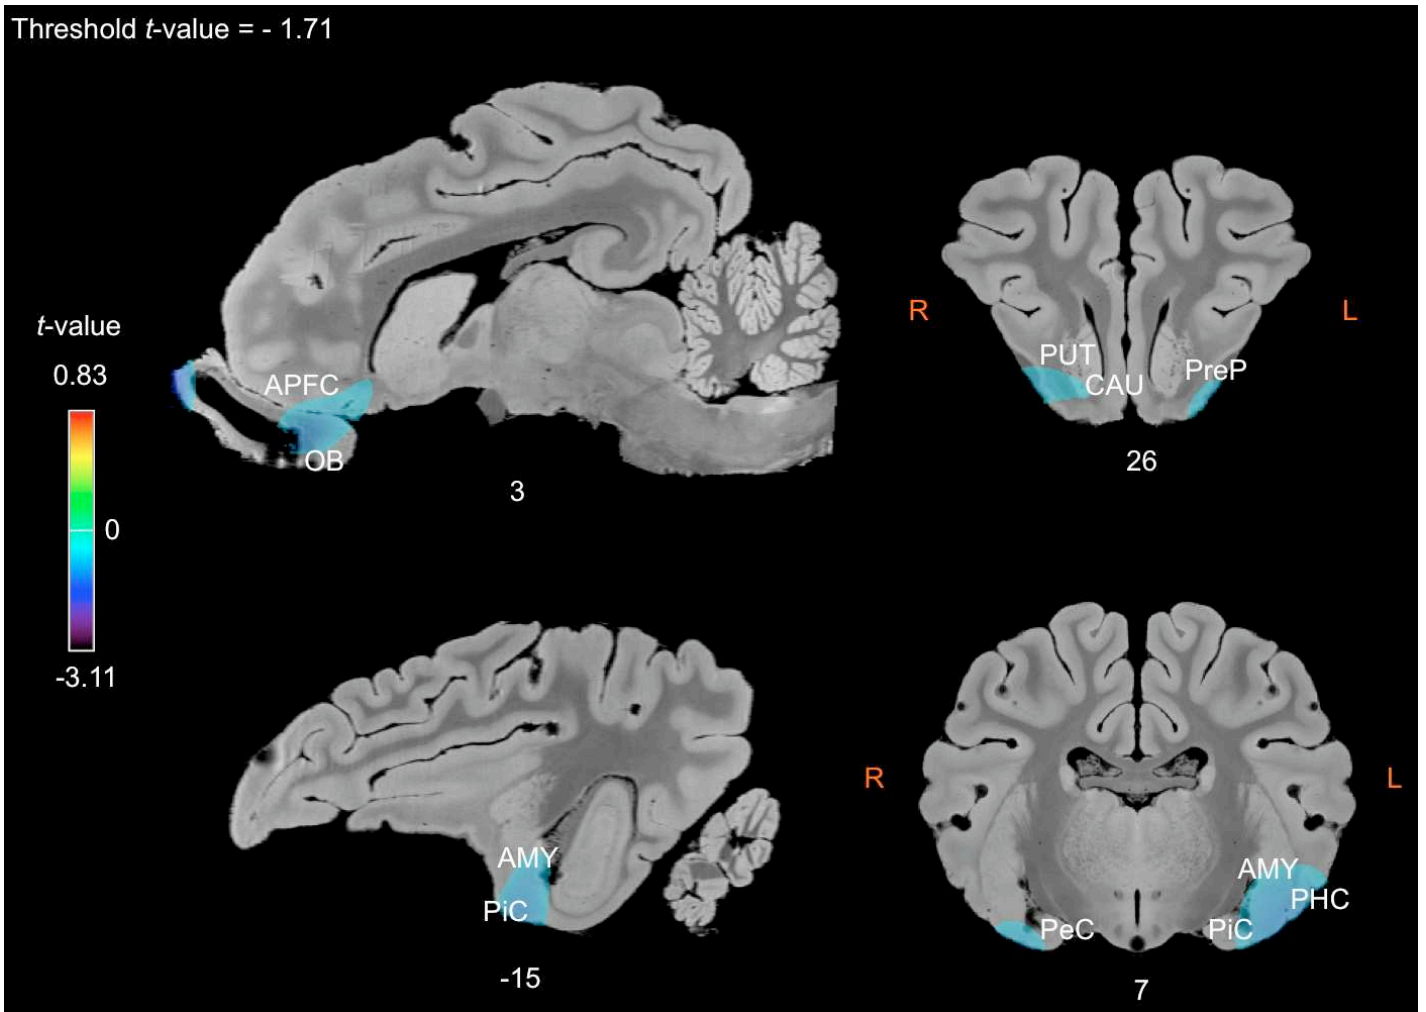 Threshold t-value = - 1.71
t-value
0.83
0
-3.11
APFC
OB
3
R
L
PUT
CAU
PreP
26
AMY
PiC
-15
R
L
AMY
PHC
PeC
PiC
7